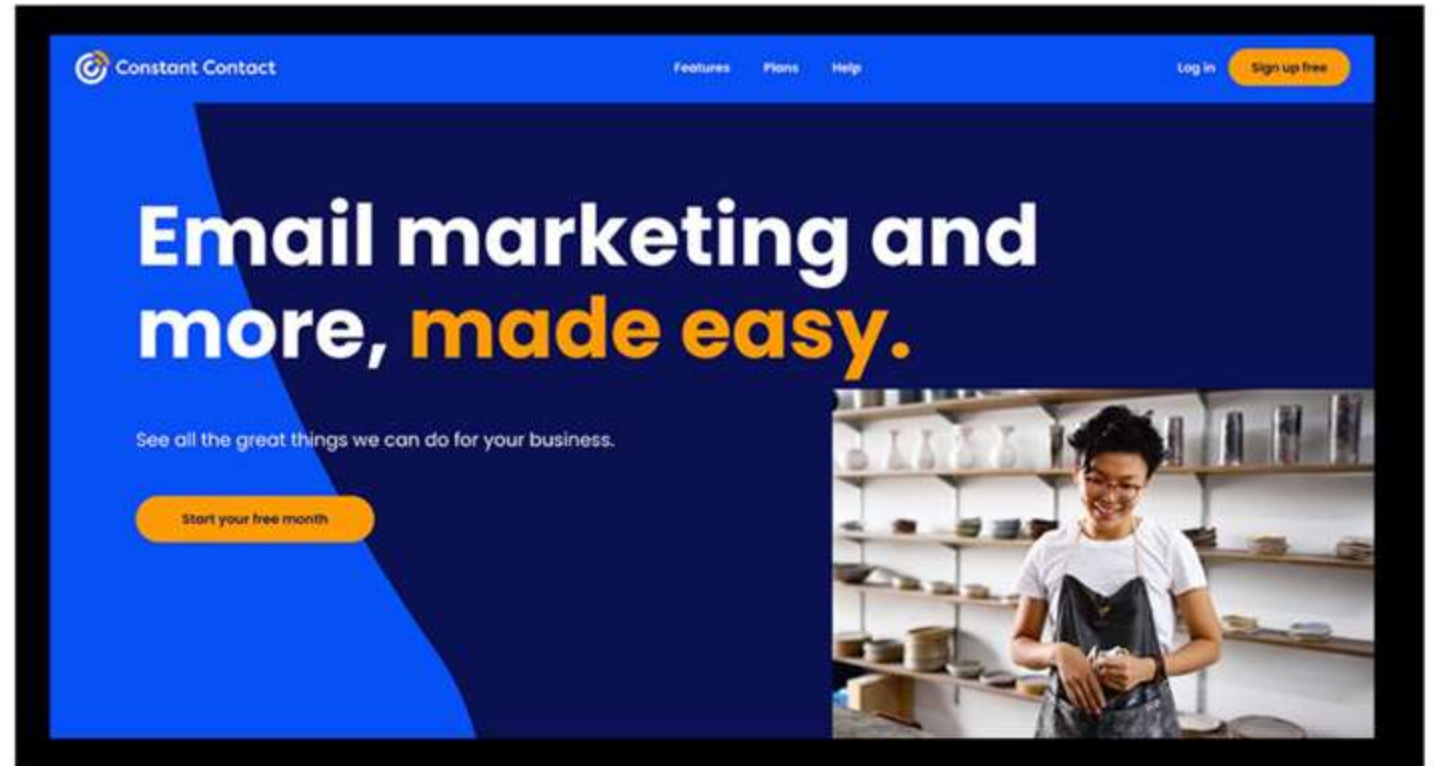 Constant Contact
Features Plans Help
Log in Sign up free
Email marketing and
more, made easy.
See all the great things we can do for your business.
Start your free month